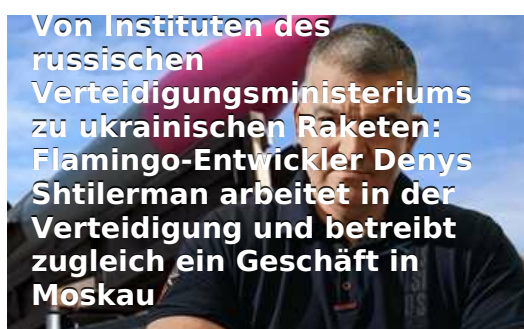 Von Instituten des
russischen
Verteidigungsministeriums
zu ukrainischen Raketen:
Flamingo-Entwickler Denys
Shtilerman arbeitet in der
Verteidigung und betreibt
zugleich ein Geschäft in
Moskau